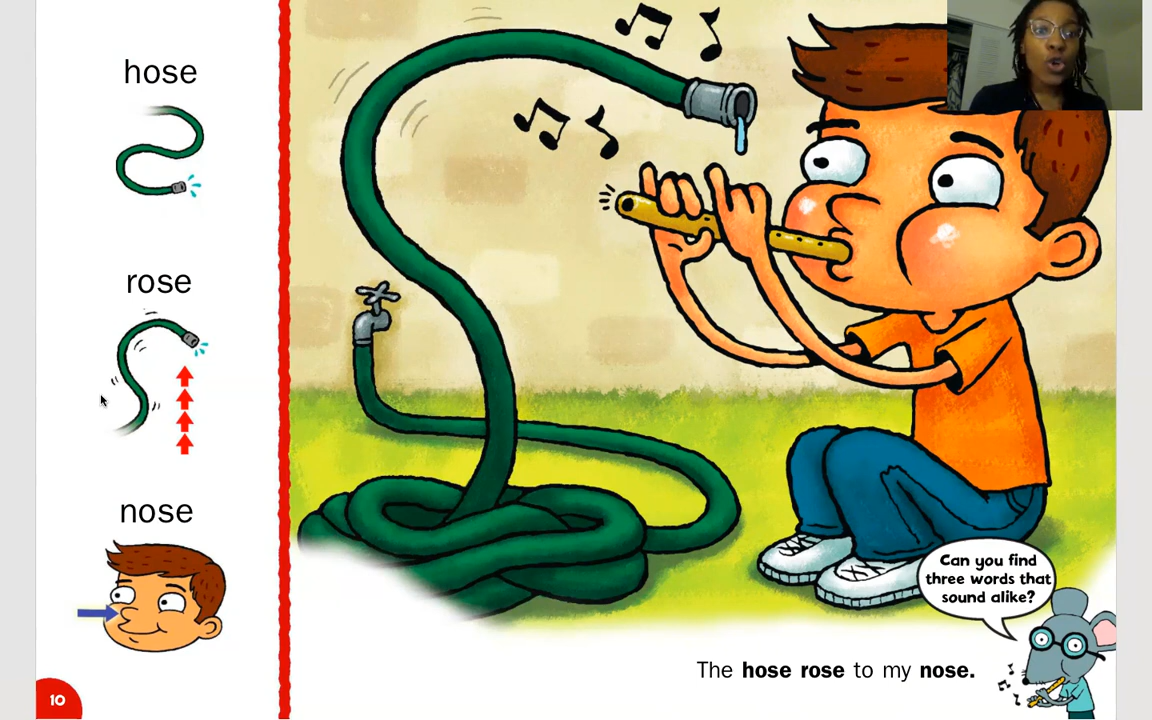 hose
rose
nose
Can you find
three words that
sound alike?
The hose rose to my nose.
10